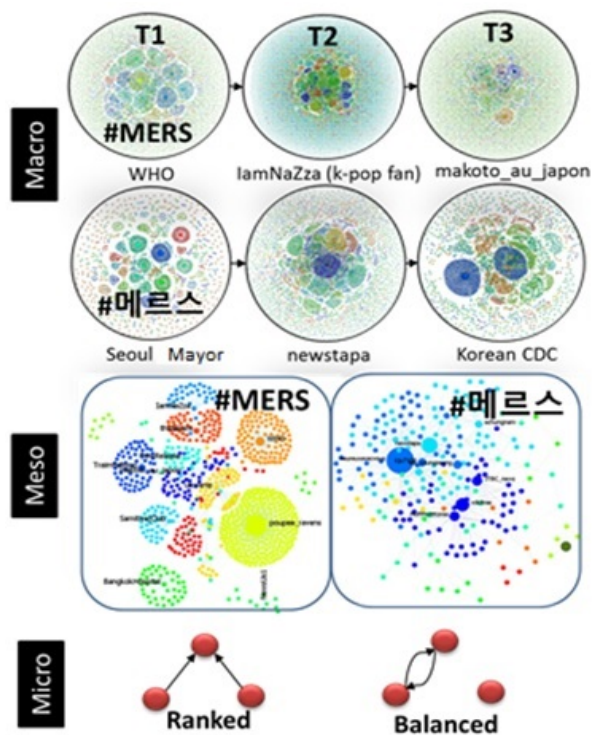 T1
T2
T3
#MERS
WHO
IamNaZza (k-pop fan)
makoto_au_japon
Macro
#메르스
Seoul Mayor
newstapa
Korean CDC
#MERS
#메르스
Meso
poupee_ravens
Micro
Ranked
Balanced